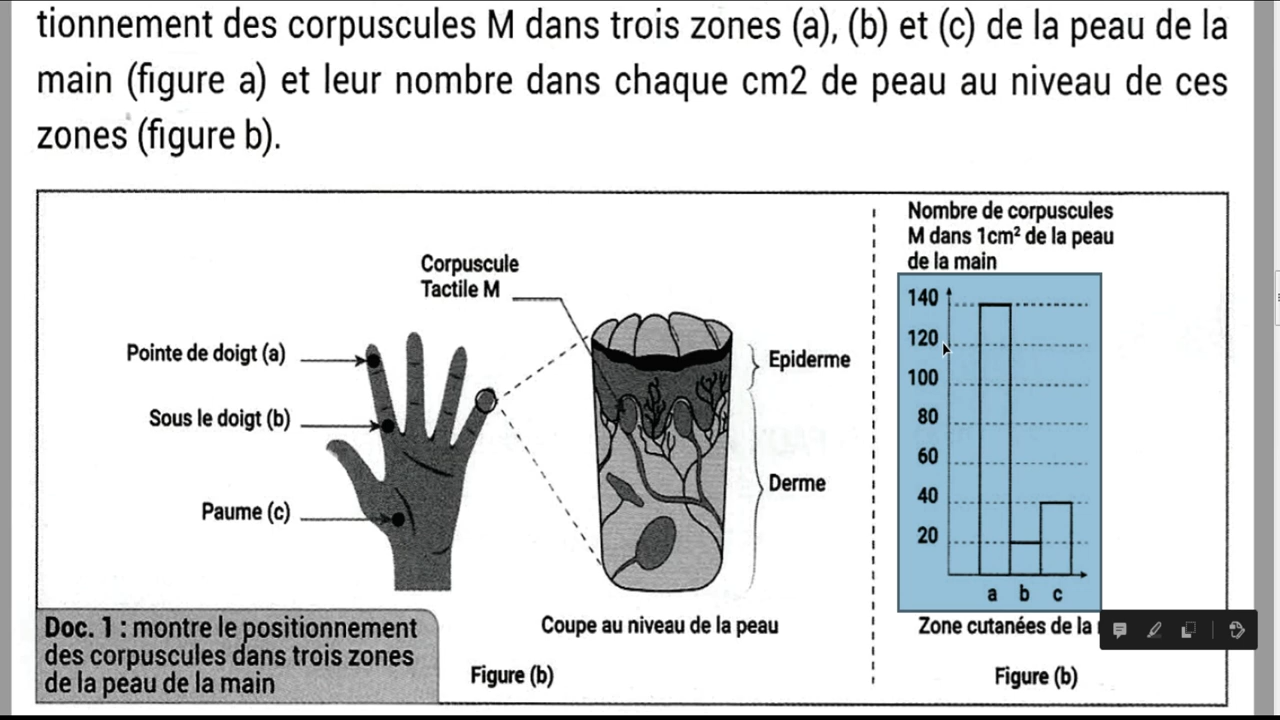 tionnement des corpuscules M dans trois zones (a), (b) et (c) de la peau de la
main (figure a) et leur nombre dans chaque cm2 de peau au niveau de ces
zones (figure b).
Corpuscule
Tactile M
Pointe de doigt (a)
Sous le doigt (b)
Paume (c)
Epiderme
Derme
Coupe au niveau de la peau
Figure (b)
Doc. 1 : montre le positionnement
des corpuscules dans trois zones
de la peau de la main
Nombre de corpuscules
M dans 1cm² de la peau
de la main
140
120
100
80
60
40
20
a b c
Zone cutanées de la
Figure (b)